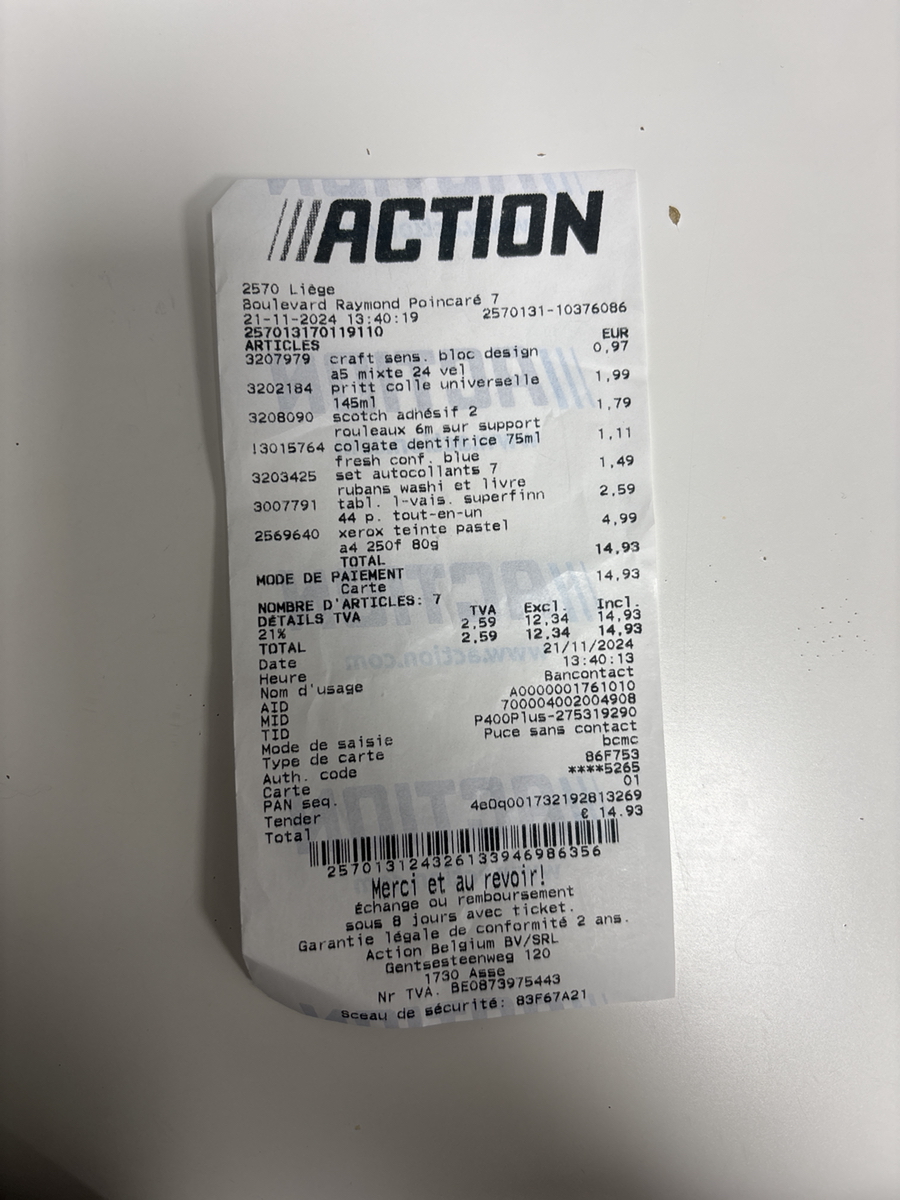 ACTION
2570 Liège
Boulevard Raymond Poincaré 7
21-11-2024 13:40:19 2570131-10376086
257013170119110
ARTICLES EUR
3207979 craft sens. bloc design 0,97
a5 mixte 24 vel
3202184 pritt colle universelle 1,99
145ml
3208090 scotch adhésif 2 1,79
rouleaux 6m sur support
!3015764 colgate dentifrice 75ml 1,11
fresh conf. blue
3203425 set autocollants 7 1,49
rubans washi et livre
3007791 tabl. l-vais. superfinn 2,59
44 p. tout-en-un
2569640 xerox teinte pastel 4,99
a4 250f 80g
TOTAL 14,93
MODE DE PAIEMENT
Carte 14,93
NOMBRE D'ARTICLES: 7
DÉTAILS TVA TVA Excl. Incl.
21% 2,59 12,34 14,93
TOTAL 2,59 12,34 14,93
Date 21/11/2024
Heure 13:40:13
Nom d'usage Bancontact
AID A0000001761010
MID 700004002004908
TID P400Plus-275319290
Mode de saisie Puce sans contact
Type de carte bcmc
Auth. code 86F753
Carte ****5265
PAN seq. 01
Tender 4e0q001732192813269
Total € 14.93
257013124326133946986356
Merci et au revoir!
Échange ou remboursement
sous 8 jours avec ticket.
Garantie légale de conformité 2 ans.
Action Belgium BV/SRL
Gentsesteenweg 120
1730 Asse
Nr TVA. BE0873975443
Sceau de sécurité: 83F67A21